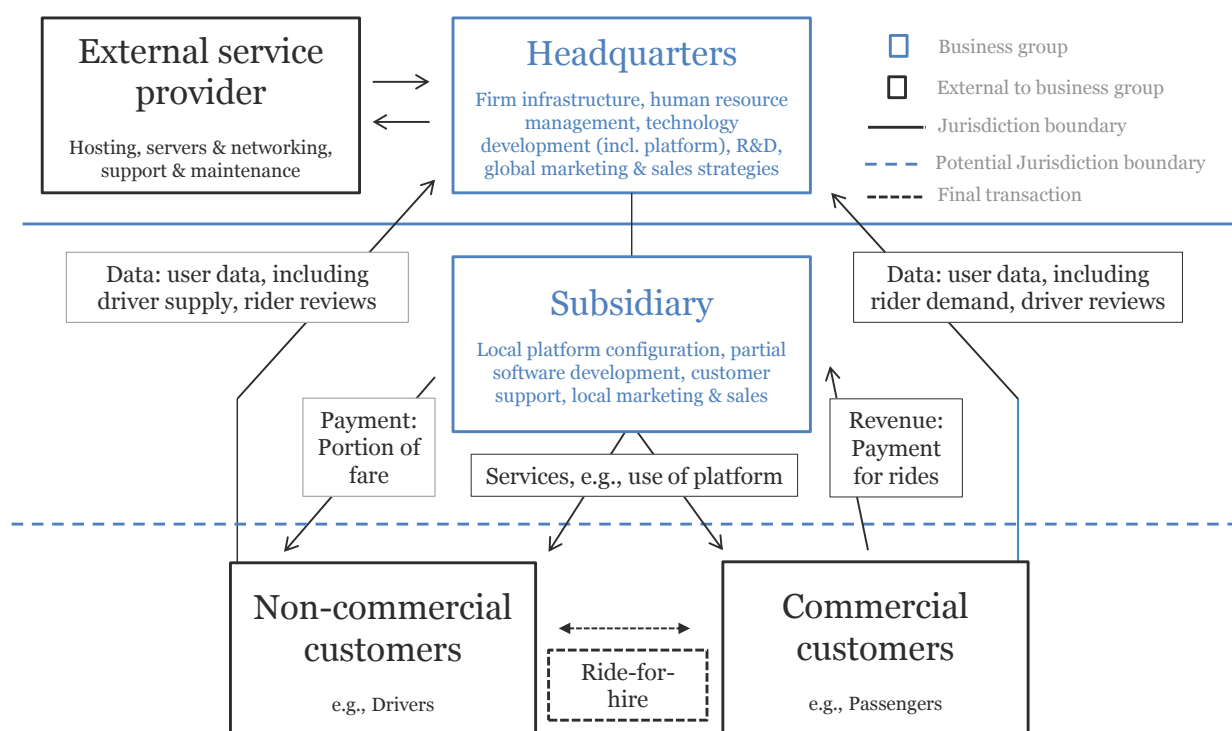 External service
provider
Hosting, servers & networking,
support & maintenance
Headquarters
Firm infrastructure, human resource
management, technology
development (incl. platform), R&D,
global marketing & sales strategies
Business group
External to business group
Jurisdiction boundary
Potential Jurisdiction boundary
Final transaction
Data: user data, including
driver supply, rider reviews
Subsidiary
Local platform configuration, partial
software development, customer
support, local marketing & sales
Data: user data, including
rider demand, driver reviews
Payment:
Portion of
fare
Services, e.g., use of platform
Revenue:
Payment
for rides
Non-commercial
customers
e.g., Drivers
Ride-for-
hire
Commercial
customers
e.g., Passengers